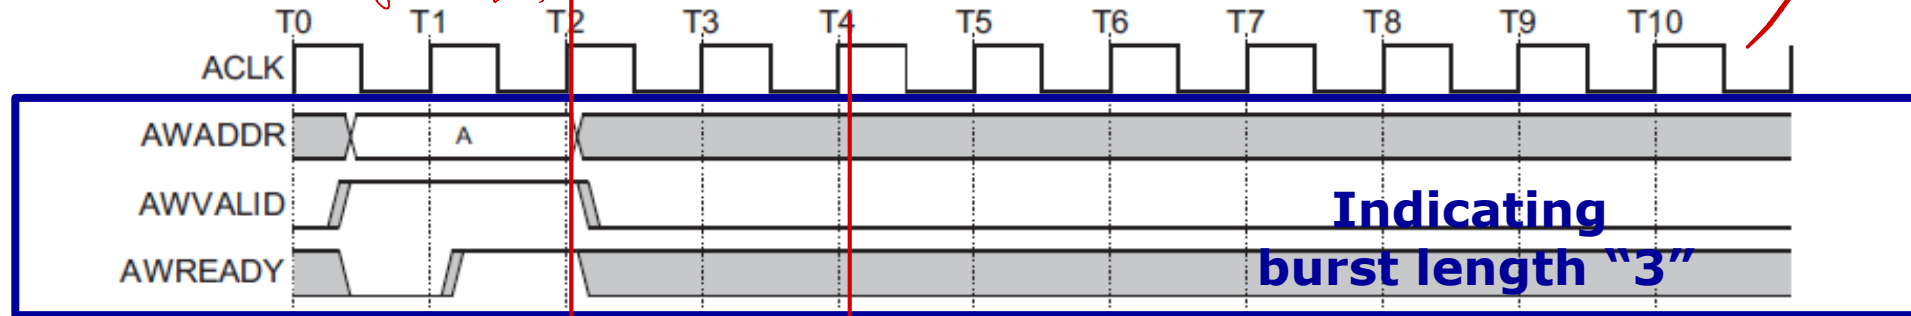 T0 T1 T2 T3 T4 T5 T6 T7 T8 T9 T10
ACLK
AWADDR A
AWVALID
Indicating
AWREADY
burst length “3”